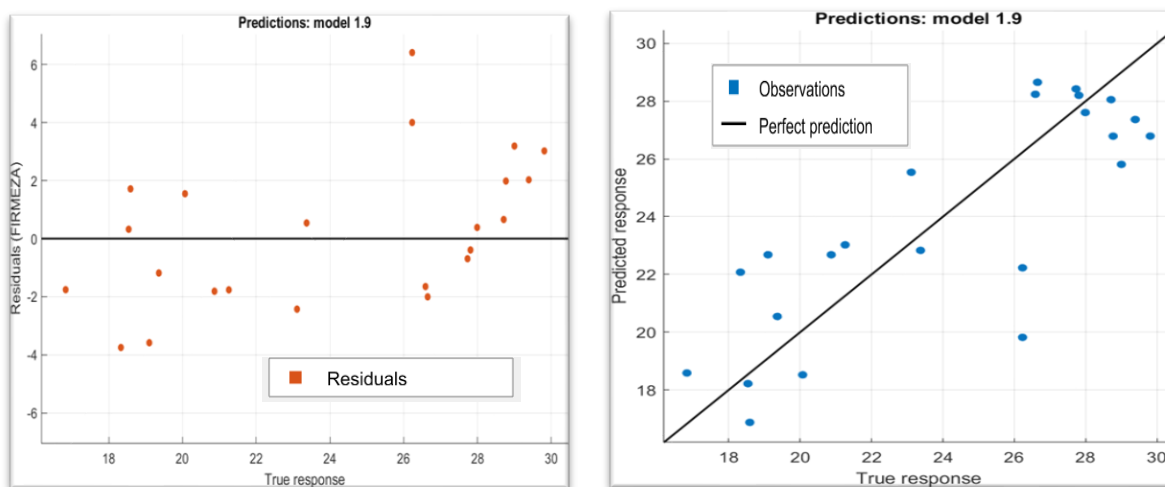 Predictions: model 1.9
Residuals (FIRMEZA)
6
4
2
0
-2
-4
-6
Residuals
18 20 22 24 26 28 30
True response
Predictions: model 1.9
Predicted response
30
28
26
24
22
20
18
Observations
Perfect prediction
18 20 22 24 26 28 30
True response